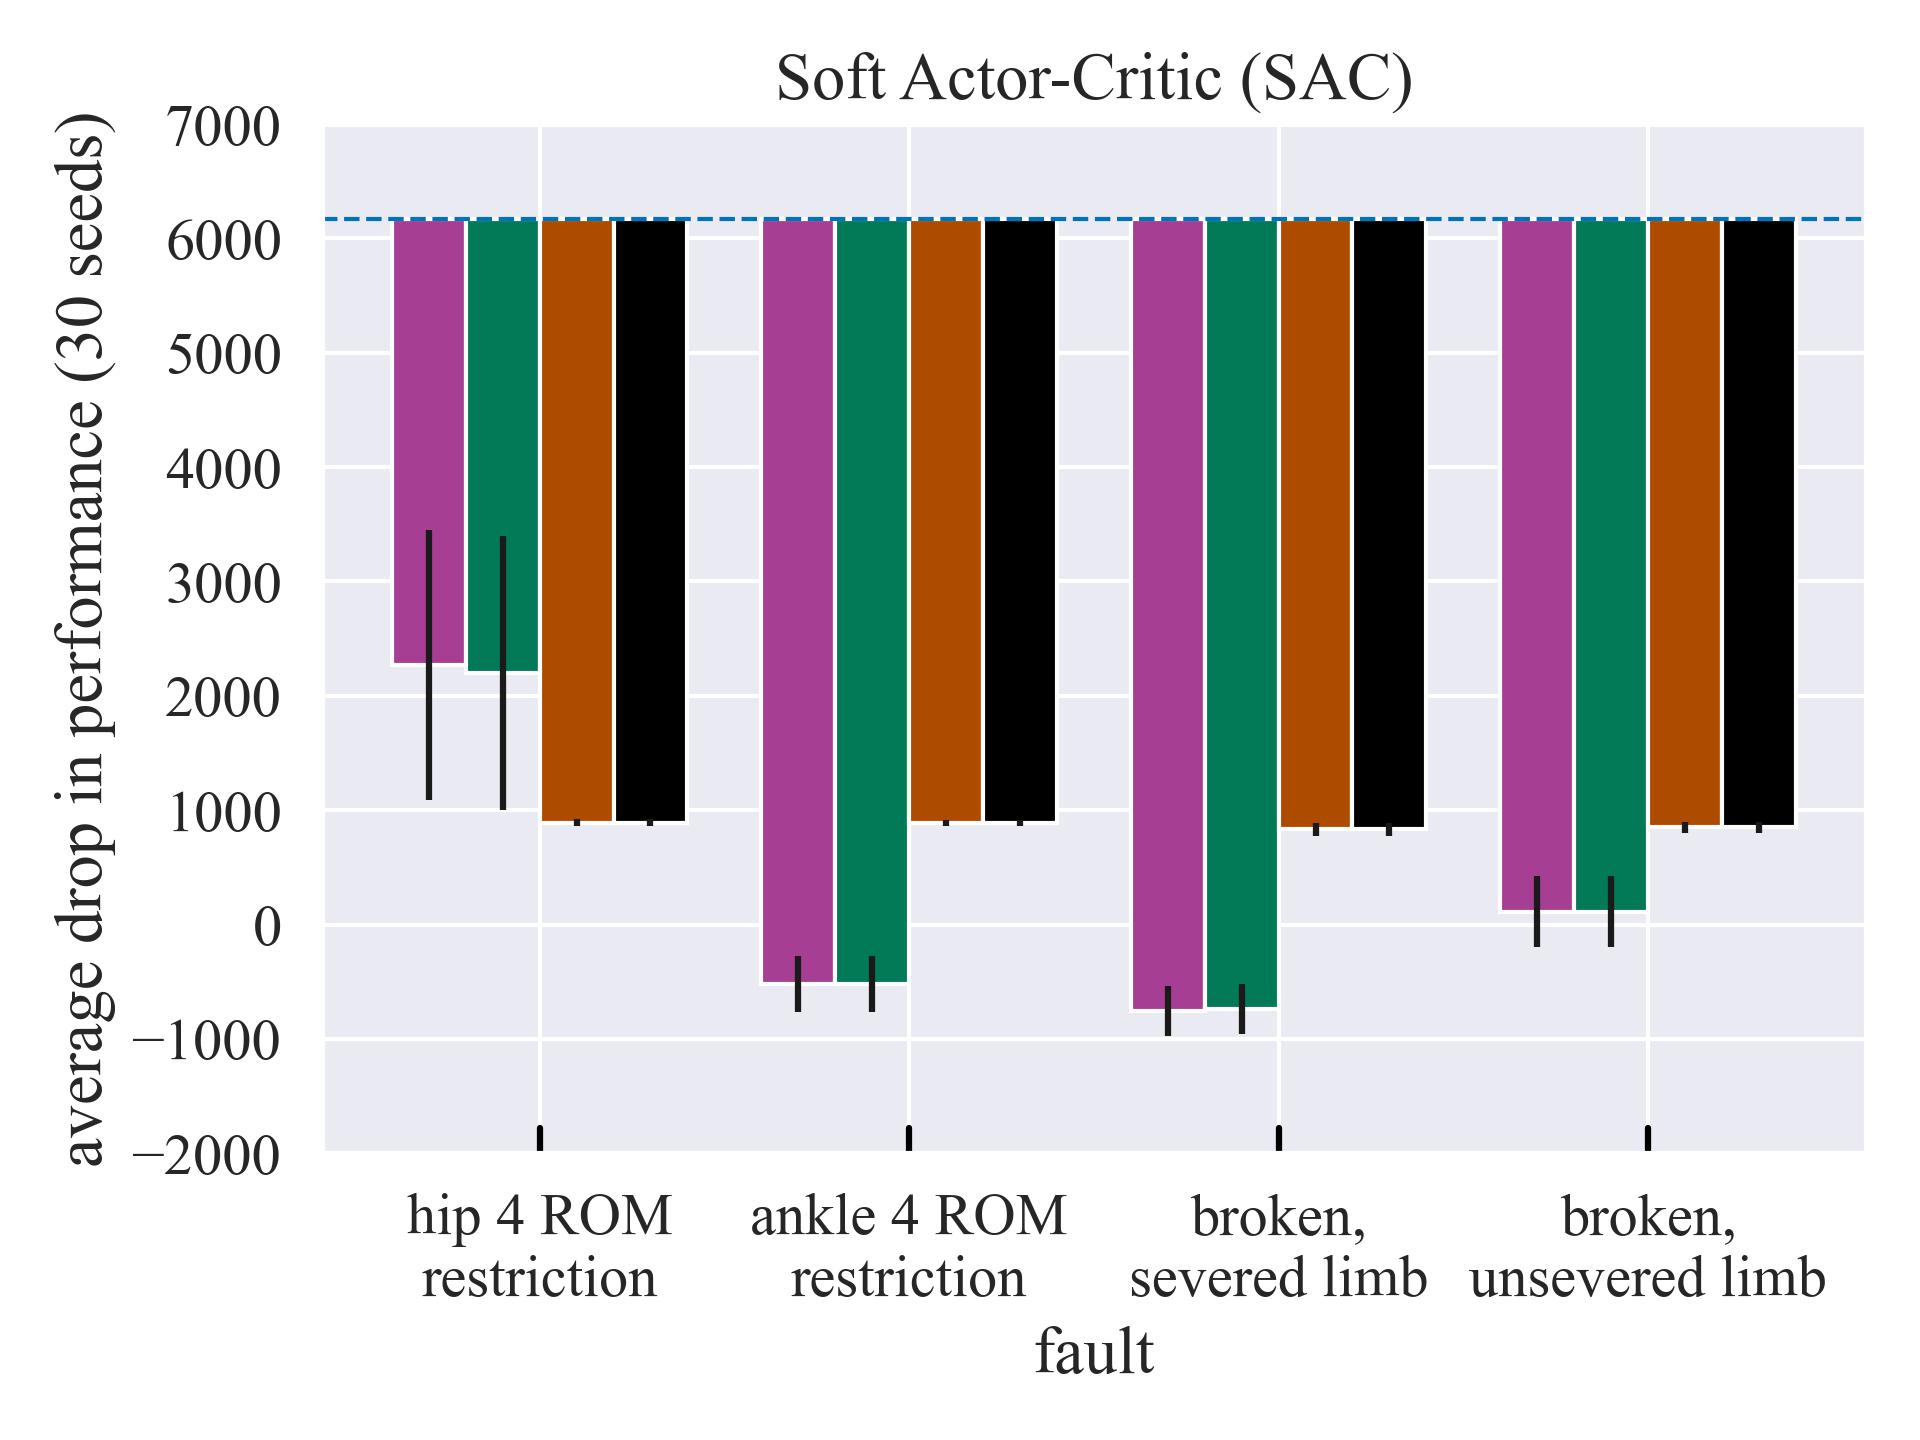 Soft Actor-Critic (SAC)
average drop in performance (30 seeds)
7000
6000
5000
4000
3000
2000
1000
0
−1000
−2000
hip 4 ROM
restriction
ankle 4 ROM
restriction
broken,
severed limb
broken,
unsevered limb
fault